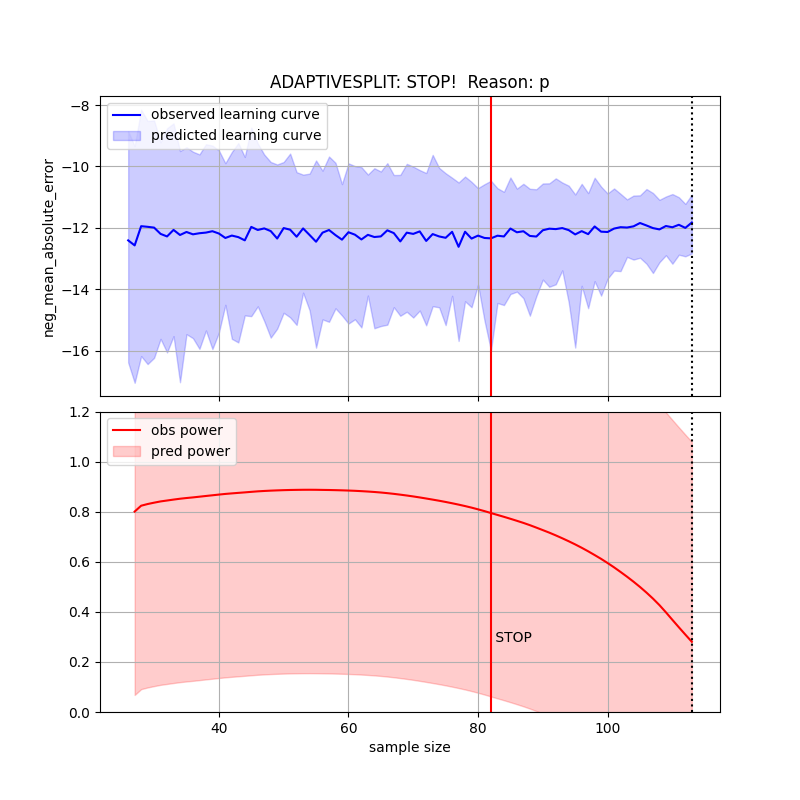 ADAPTIVESPLIT: STOP!  Reason: p
observed learning curve
predicted learning curve
neg_mean_absolute_error
−8
−10
−12
−14
−16
obs power
pred power
1.2
1.0
0.8
0.6
0.4
0.2
0.0
STOP
40
60
80
100
sample size